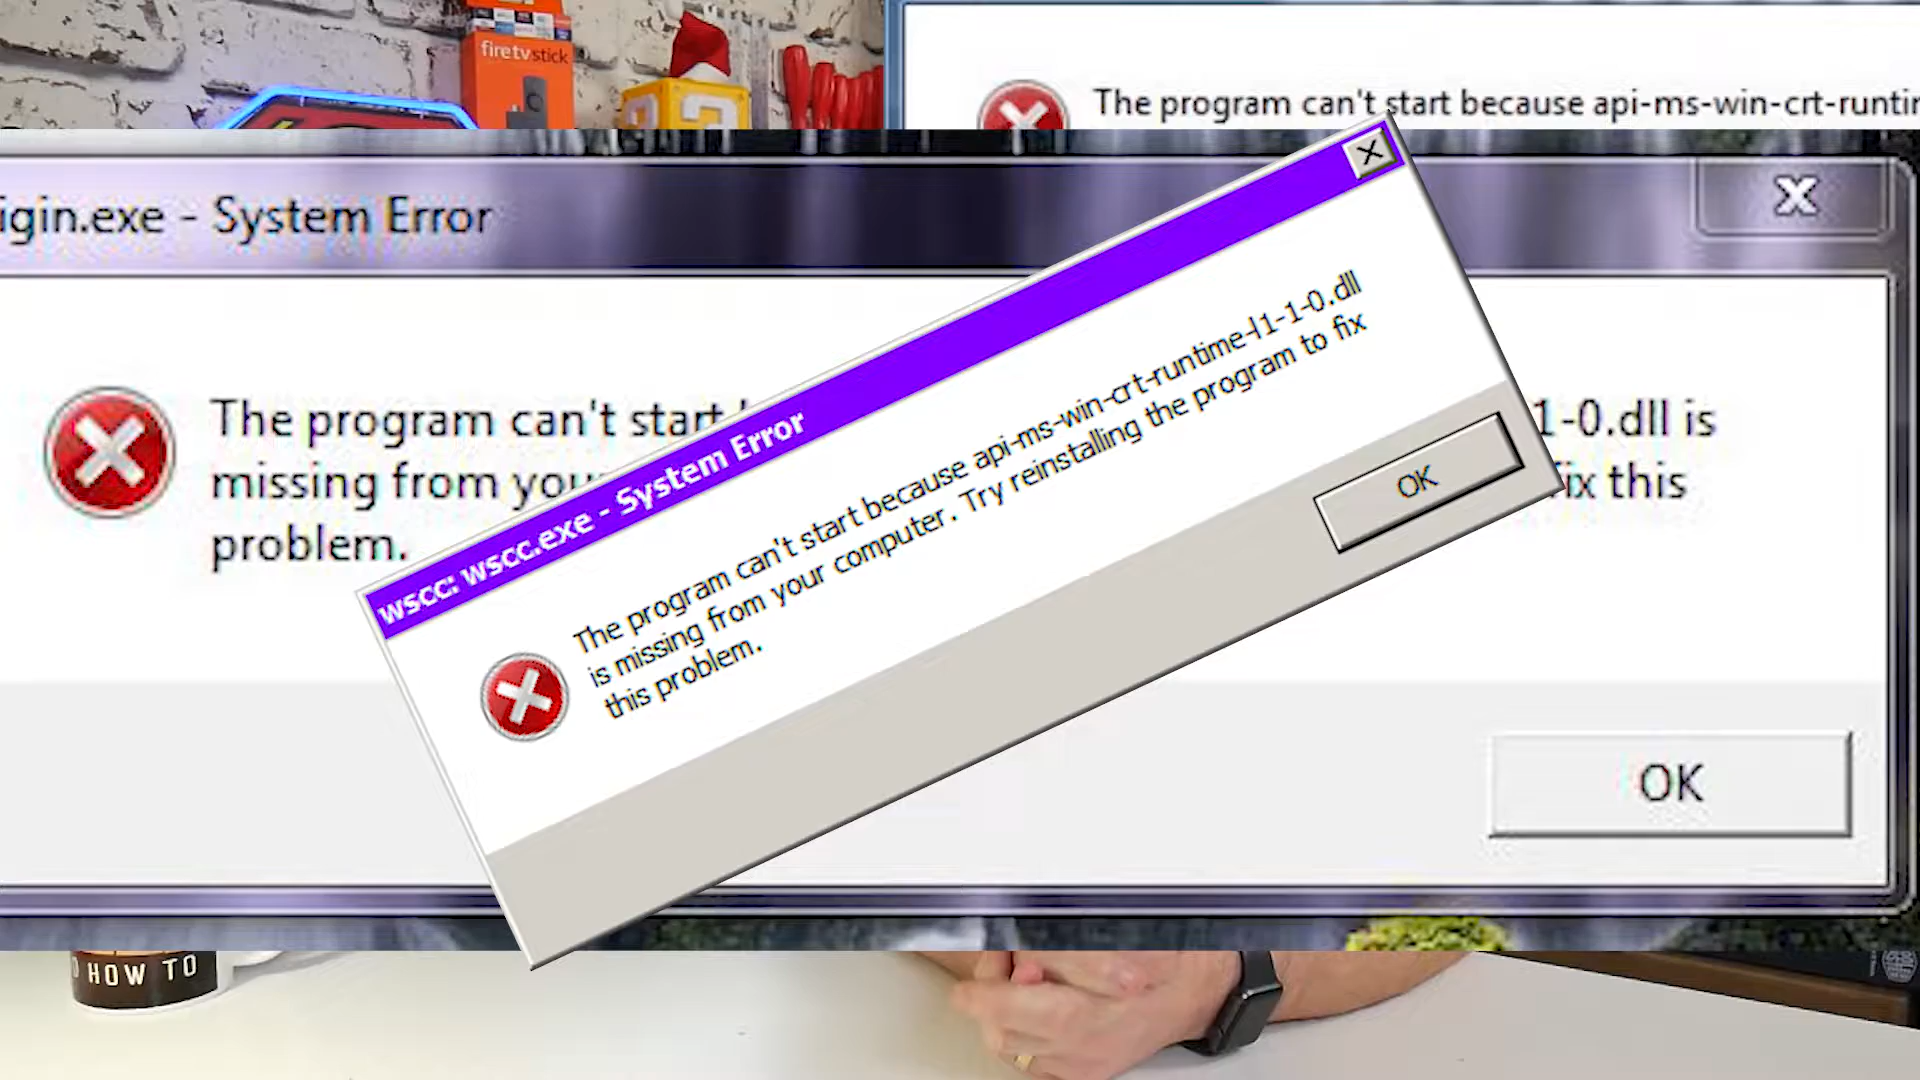 firetvstick
The program can't start because api-ms-win-crt-runti
igin.exe - System Error
The program can't start
1-0.dll is
missing from you
fix this
problem.
OK
wscc: wscc.exe - System Error
The program can't start because api-ms-win-crt-runtime-l1-1-0.dll
is missing from your computer. Try reinstalling the program to fix
this problem.
OK
HOW TO